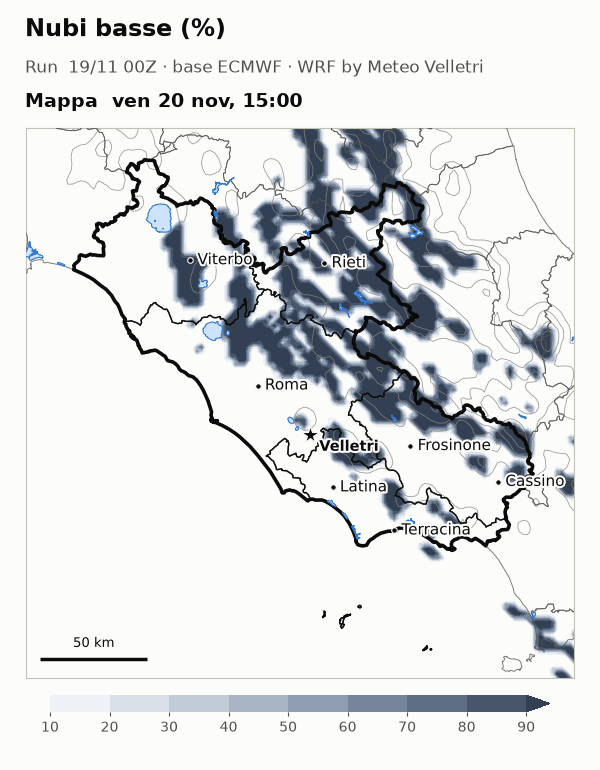 Nubi basse (%)
Run 19/11 00Z · base ECMWF · WRF by Meteo Velletri
Mappa ven 20 nov, 15:00
Viterbo
Rieti
Roma
Velletri
Frosinone
Latina
Cassino
Terracina
50 km
10 20 30 40 50 60 70 80 90